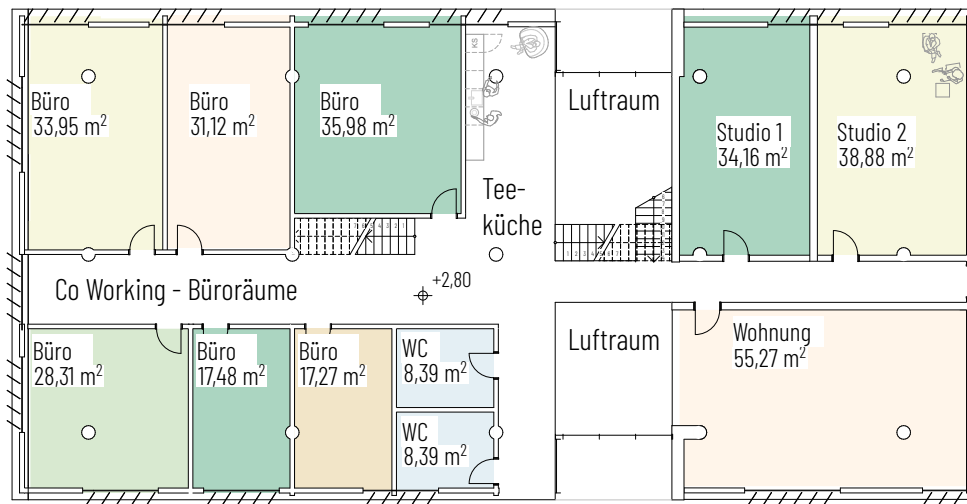 Büro
33,95 m²
Büro
31,12 m²
Büro
35,98 m²
KS
Tee-
küche
Luftraum
Studio 1
34,16 m²
Studio 2
38,88 m²
Co Working - Büroräume
+2,80
Büro
28,31 m²
Büro
17,48 m²
Büro
17,27 m²
WC
8,39 m²
WC
8,39 m²
Luftraum
Wohnung
55,27 m²